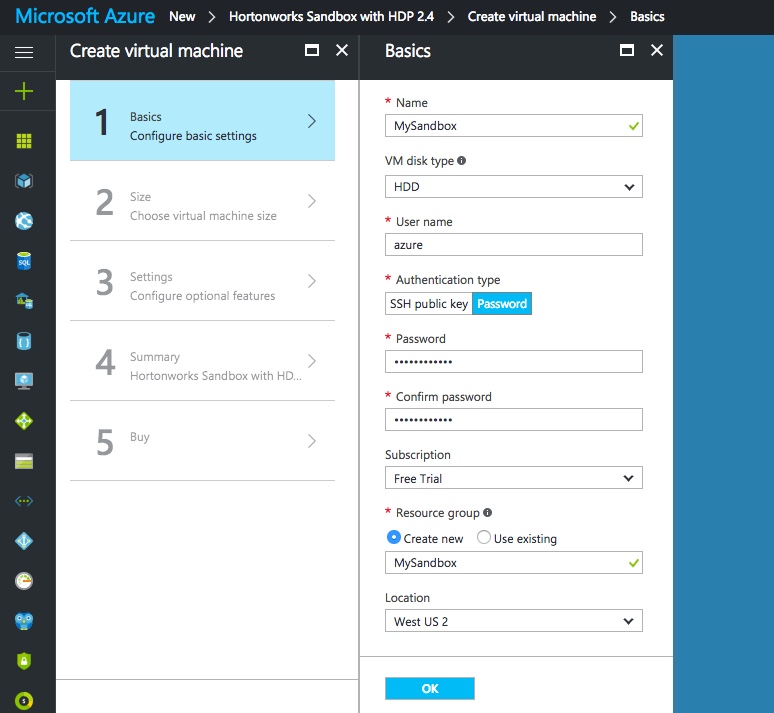 Microsoft Azure New > Hortonworks Sandbox with HDP 2.4 > Create virtual machine > Basics
Create virtual machine
1 Basics
Configure basic settings
2 Size
Choose virtual machine size
3 Settings
Configure optional features
4 Summary
Hortonworks Sandbox with HD...
5 Buy
Basics
* Name
MySandbox
VM disk type
HDD
* User name
azure
* Authentication type
SSH public key Password
* Password
••••••••••••
* Confirm password
••••••••••••
Subscription
Free Trial
* Resource group
Create new Use existing
MySandbox
Location
West US 2
OK
SQL